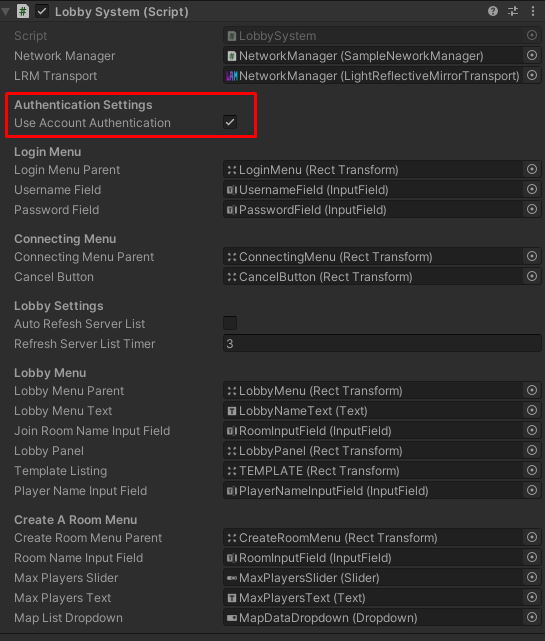 Lobby System (Script)
Script LobbySystem
Network Manager NetworkManager (SampleNeworkManager)
LRM Transport NetworkManager (LightReflectiveMirrorTransport)
Authentication Settings
Use Account Authentication
Login Menu
Login Menu Parent LoginMenu (Rect Transform)
Username Field UsernameField (InputField)
Password Field PasswordField (InputField)
Connecting Menu
Connecting Menu Parent ConnectingMenu (Rect Transform)
Cancel Button CancelButton (Rect Transform)
Lobby Settings
Auto Refesh Server List
Refresh Server List Timer 3
Lobby Menu
Lobby Menu Parent LobbyMenu (Rect Transform)
Lobby Menu Text LobbyNameText (Text)
Join Room Name Input Field RoomInputField (InputField)
Lobby Panel LobbyPanel (Rect Transform)
Template Listing TEMPLATE (Rect Transform)
Player Name Input Field PlayerNameInputField (InputField)
Create A Room Menu
Create Room Menu Parent CreateRoomMenu (Rect Transform)
Room Name Input Field RoomInputField (InputField)
Max Players Slider MaxPlayersSlider (Slider)
Max Players Text MaxPlayersText (Text)
Map List Dropdown MapDataDropdown (Dropdown)